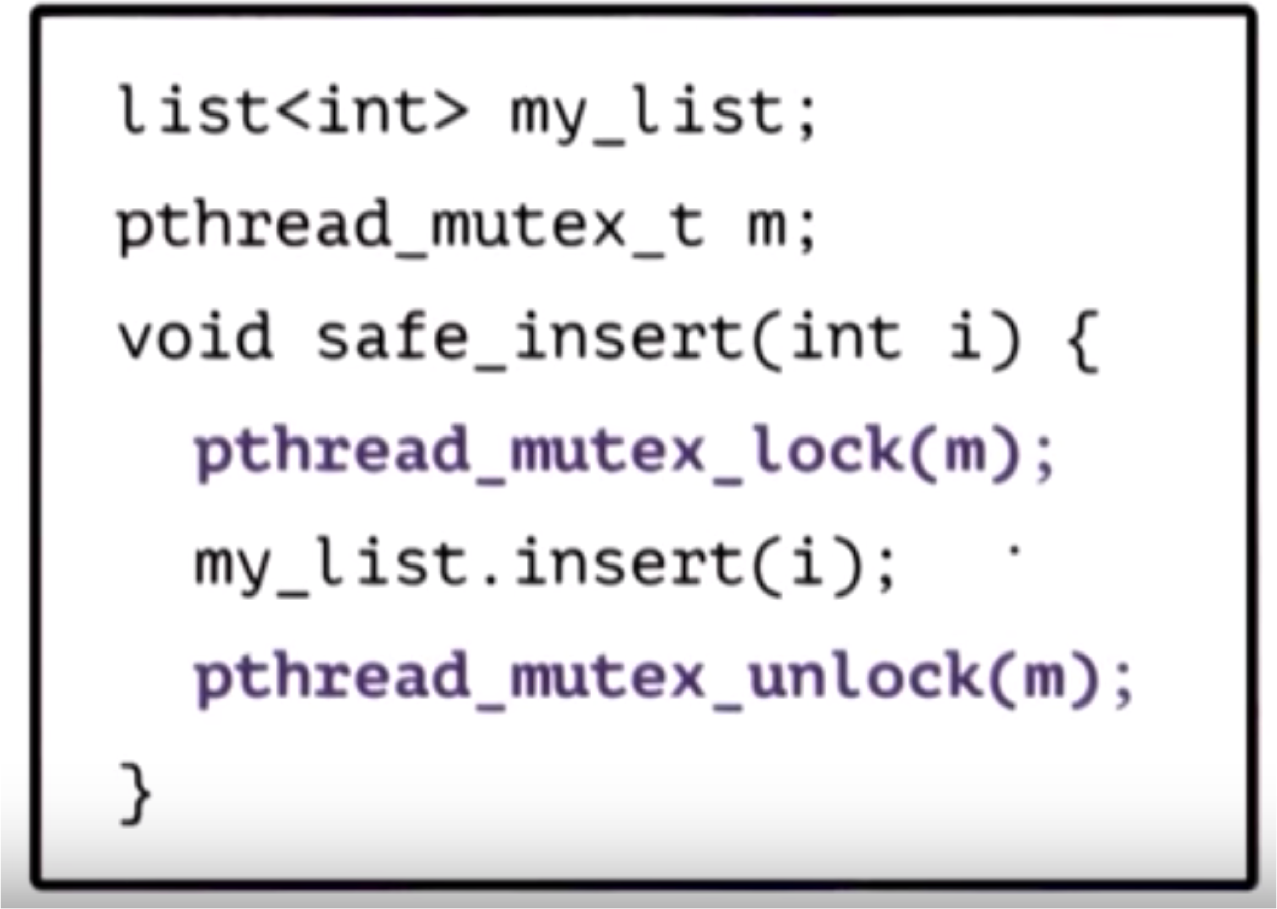 list<int> my_list;
pthread_mutex_t m;
void safe_insert(int i) {
pthread_mutex_lock(m);
my_list.insert(i);
pthread_mutex_unlock(m);
}